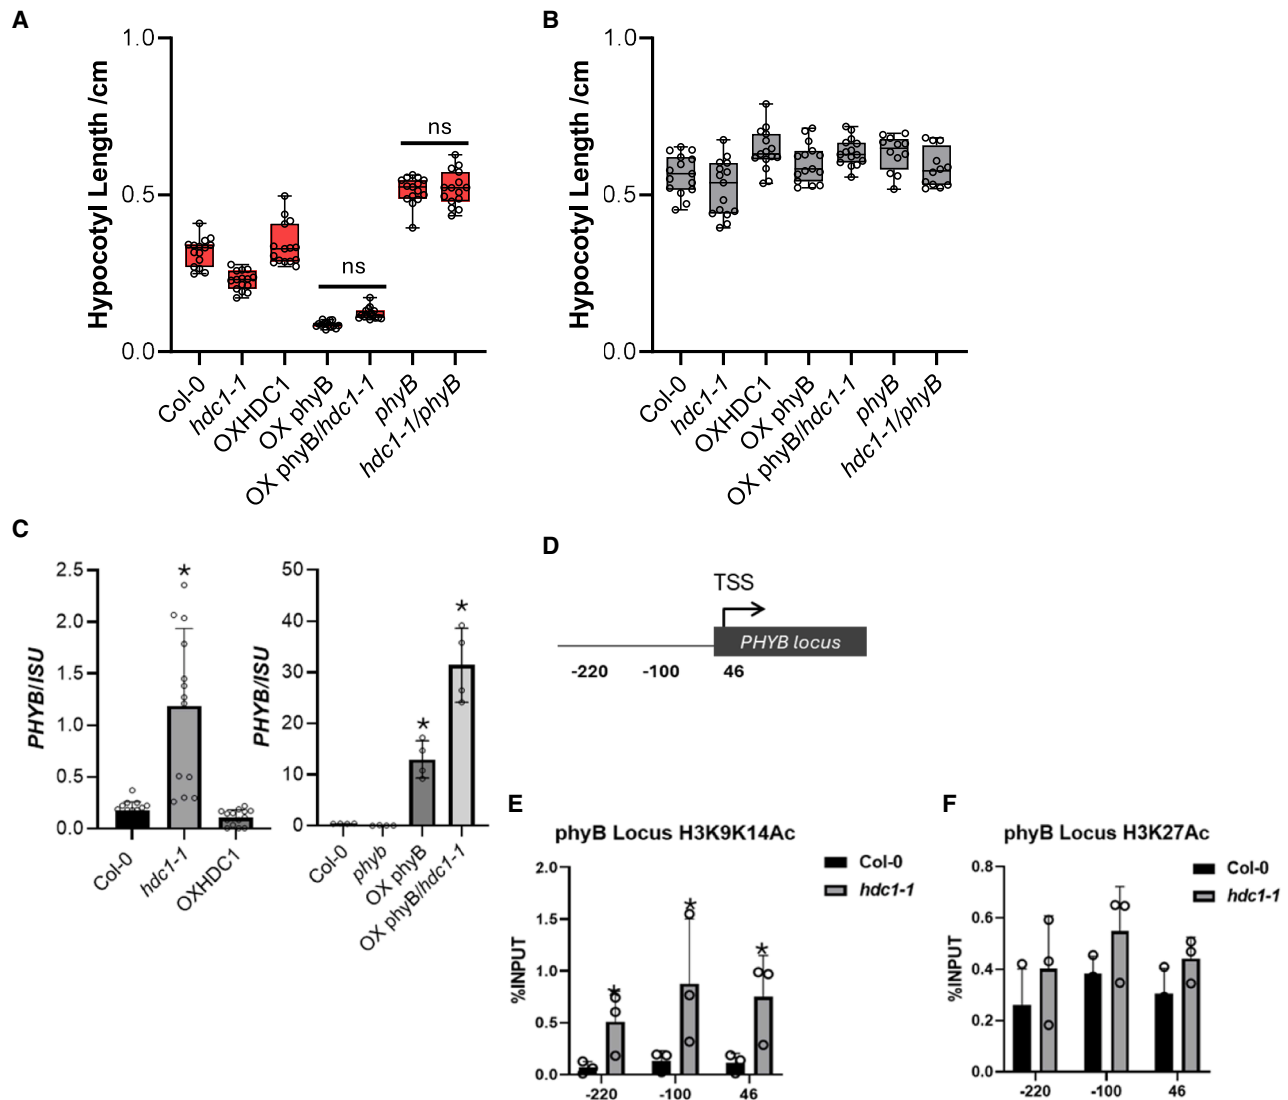 A
Hypocotyl Length /cm
1.0
0.5
0.0
ns
ns
Col-0
hdc1-1
OXHDC1
OX phyB
OX phyB/hdc1-1
phyB
hdc1-1/phyB
B
Hypocotyl Length /cm
1.0
0.5
0.0
Col-0
hdc1-1
OXHDC1
OX phyB
OX phyB/hdc1-1
phyB
hdc1-1/phyB
C
PHYB/ISU
2.5
2.0
1.5
1.0
0.5
0.0
*
Col-0
hdc1-1
OXHDC1
PHYB/ISU
50
40
30
20
10
0
*
*
Col-0
phyb
OX phyB
OX phyB/hdc1-1
D
TSS
PHYB locus
-220 -100 46
E
phyB Locus H3K9K14Ac
Col-0
hdc1-1
%INPUT
2.0
1.5
1.0
0.5
0.0
*
*
*
-220 -100 46
F
phyB Locus H3K27Ac
Col-0
hdc1-1
%INPUT
0.8
0.6
0.4
0.2
0.0
-220 -100 46